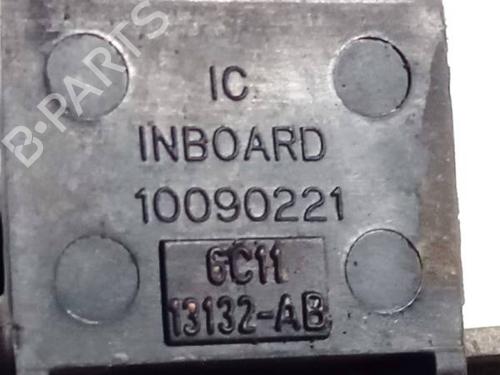 B-PARTS
IC
INBOARD
10090221
6C11
13132-AB